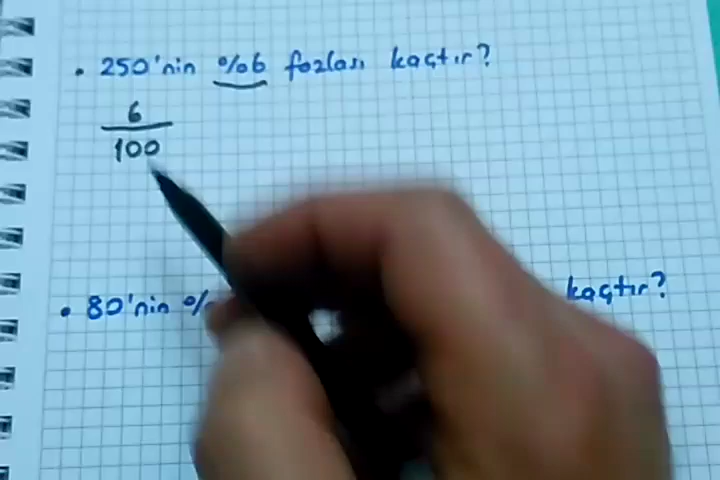 • 250'nin %6 fazlası kaçtır?
6
100
• 80'nin % kaçtır?